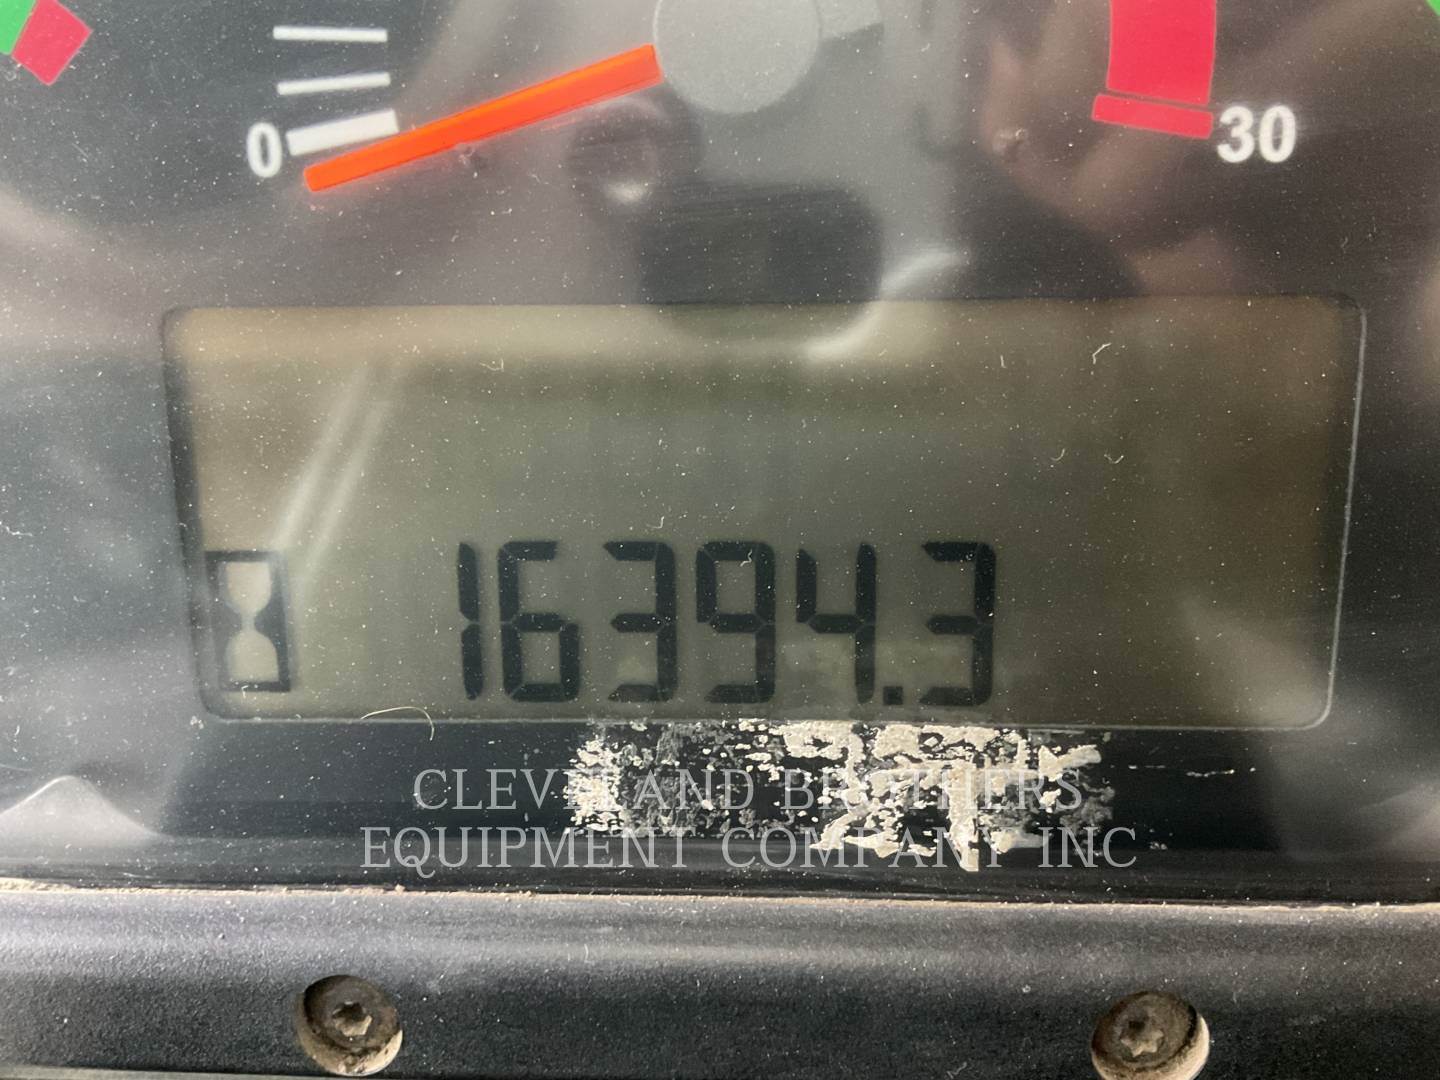 0
30
16394.3
CLEVELAND BROTHERS
EQUIPMENT COMPANY INC